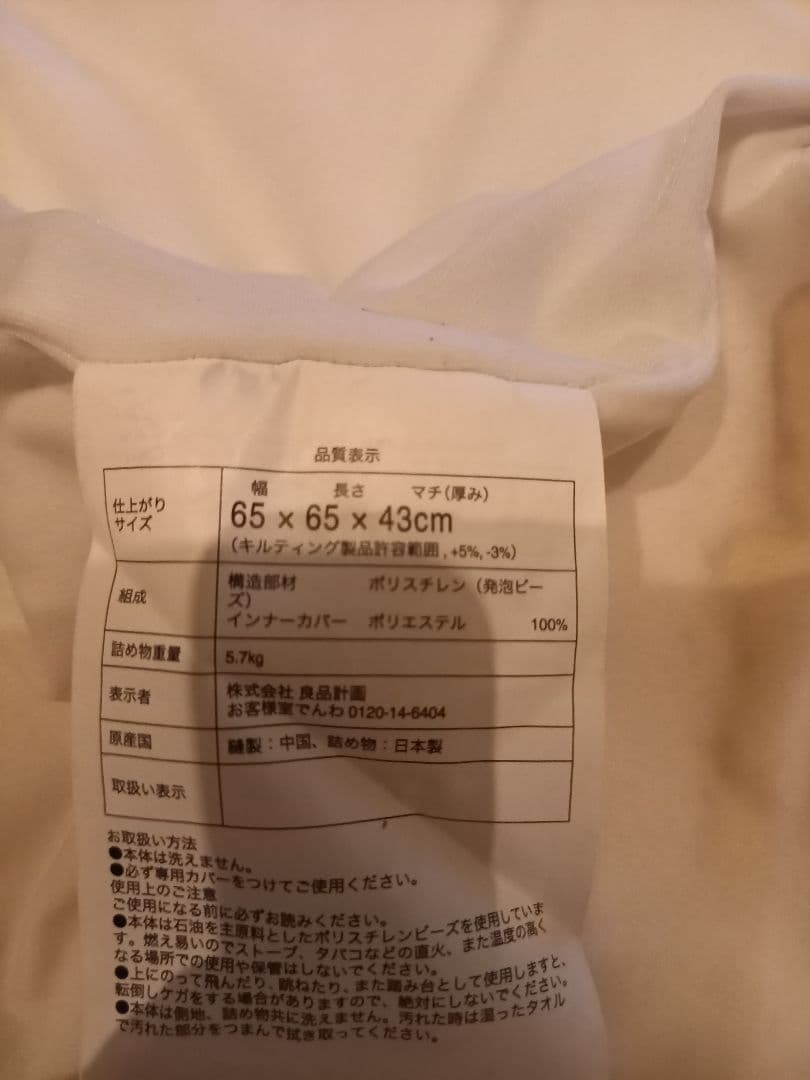 品質表示
仕上がり
サイズ
幅 長さ マチ(厚み)
65 × 65 × 43cm
(キルティング製品許容範囲,+5%,-3%)
組成
構造部材 ポリスチレン(発泡ビー
ズ)
インナーカバー ポリエステル 100%
詰め物重量
5.7kg
表示者
株式会社 良品計画
お客様室でんわ 0120-14-6404
原産国
縫製:中国、詰め物:日本製
取扱い表示
お取扱い方法
●本体は洗えません。
●必ず専用カバーをつけてご使用ください。
使用上のご注意
ご使用になる前に必ずお読みください。
●本体は石油を主原料としたポリスチレンビーズを使用していま
す。燃え易いのでストーブ、タバコなどの直火、また温度の高く
なる場所での使用や保管はしないでください。
●上にのって飛んだり、跳ねたり、また踏み台として使用しますと、
転倒しケガをする場合がありますので、絶対にしないでください。
●本体は側地、詰め物共に洗えません。汚れた時は湿ったタオル
で汚れた部分をつまんで拭き取ってください。